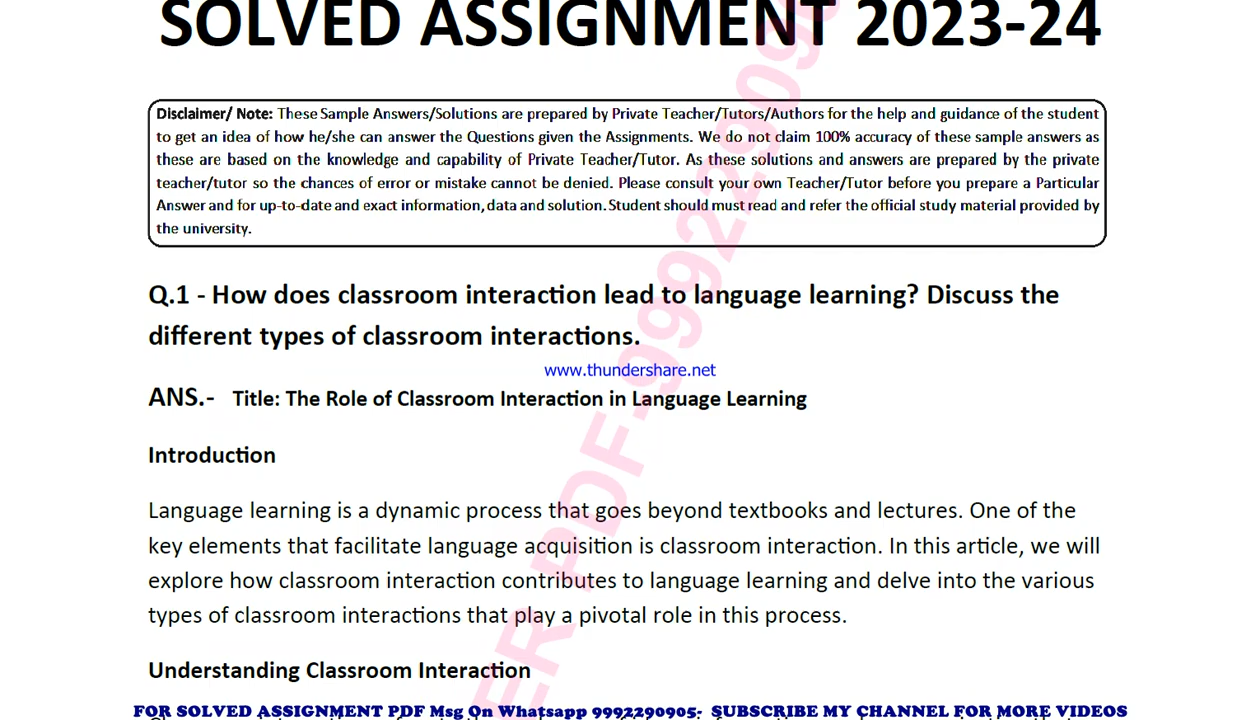 SOLVED ASSIGNMENT 2023-24
Disclaimer/ Note: These Sample Answers/Solutions are prepared by Private Teacher/Tutors/Authors for the help and guidance of the student
to get an idea of how he/she can answer the Questions given the Assignments. We do not claim 100% accuracy of these sample answers as
these are based on the knowledge and capability of Private Teacher/Tutor. As these solutions and answers are prepared by the private
teacher/tutor so the chances of error or mistake cannot be denied. Please consult your own Teacher/Tutor before you prepare a Particular
Answer and for up-to-date and exact information, data and solution. Student should must read and refer the official study material provided by
the university.
Q.1 - How does classroom interaction lead to language learning? Discuss the
different types of classroom interactions.
www.thundershare.net
ANS.- Title: The Role of Classroom Interaction in Language Learning
Introduction
Language learning is a dynamic process that goes beyond textbooks and lectures. One of the
key elements that facilitate language acquisition is classroom interaction. In this article, we will
explore how classroom interaction contributes to language learning and delve into the various
types of classroom interactions that play a pivotal role in this process.
Understanding Classroom Interaction
FOR SOLVED ASSIGNMENT PDF Msg On Whatsapp 9992290905- SUBSCRIBE MY CHANNEL FOR MORE VIDEOS